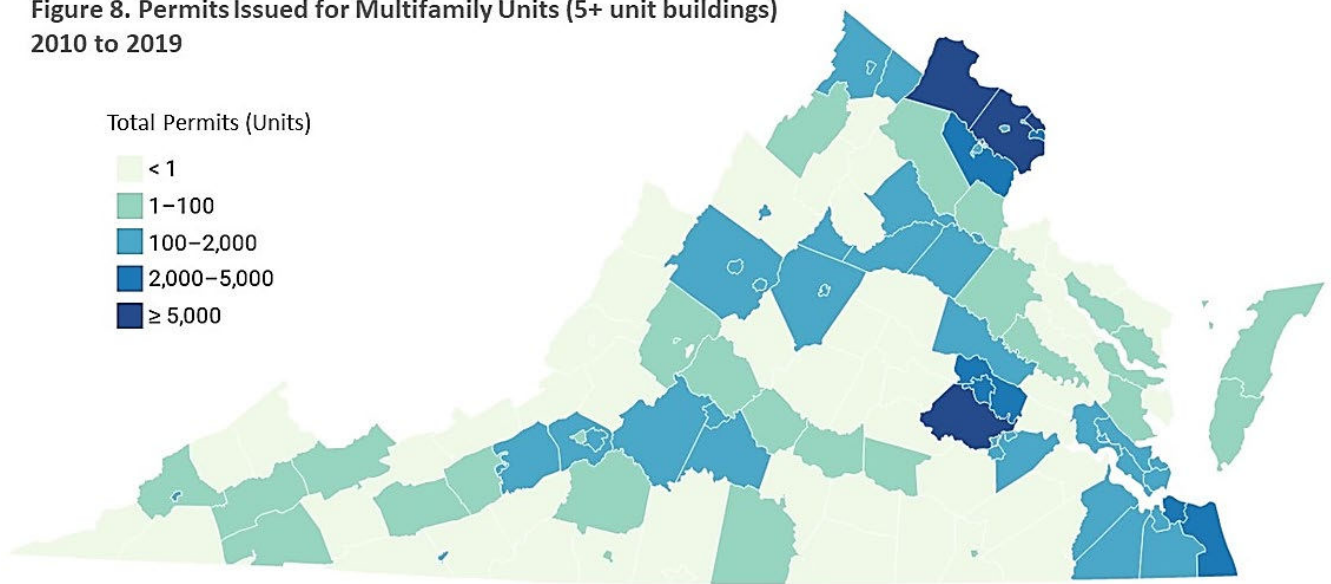 Figure 8. Permits Issued for Multifamily Units (5+ unit buildings)
2010 to 2019
Total Permits (Units)
< 1
1–100
100–2,000
2,000–5,000
≥ 5,000